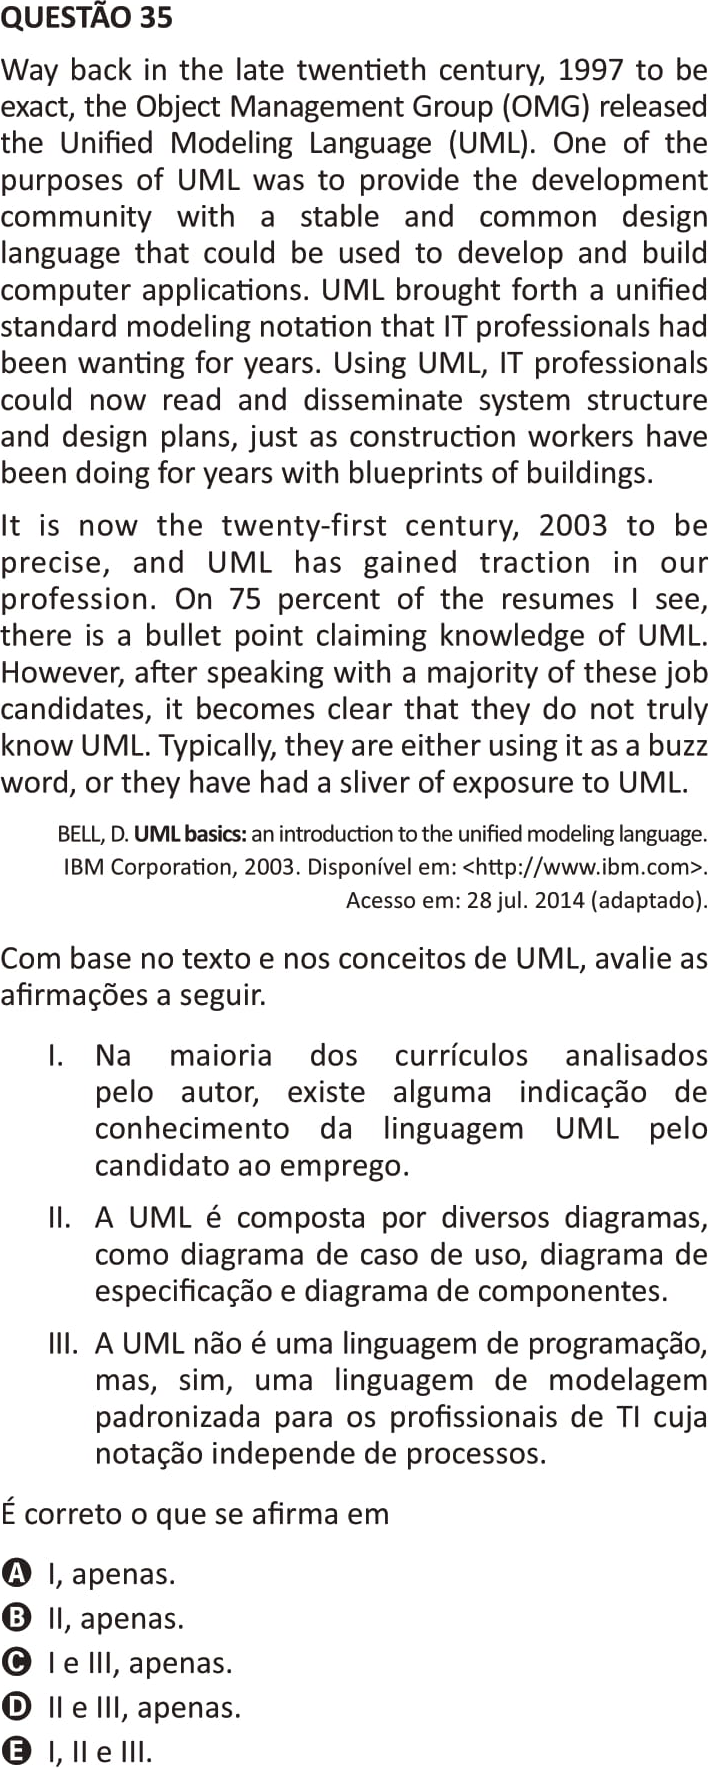 QUESTÃO 35
Way back in the late twentieth century, 1997 to be
exact, the Object Management Group (OMG) released
the Unified Modeling Language (UML). One of the
purposes of UML was to provide the development
community with a stable and common design
language that could be used to develop and build
computer applications. UML brought forth a unified
standard modeling notation that IT professionals had
been wanting for years. Using UML, IT professionals
could now read and disseminate system structure
and design plans, just as construction workers have
been doing for years with blueprints of buildings.
It is now the twenty-first century, 2003 to be
precise, and UML has gained traction in our
profession. On 75 percent of the resumes I see,
there is a bullet point claiming knowledge of UML.
However, after speaking with a majority of these job
candidates, it becomes clear that they do not truly
know UML. Typically, they are either using it as a buzz
word, or they have had a sliver of exposure to UML.
BELL, D. UML basics: an introduction to the unified modeling language.
IBM Corporation, 2003. Disponível em: <http://www.ibm.com>.
Acesso em: 28 jul. 2014 (adaptado).
Com base no texto e nos conceitos de UML, avalie as
afirmações a seguir.
I. Na maioria dos currículos analisados
pelo autor, existe alguma indicação de
conhecimento da linguagem UML pelo
candidato ao emprego.
II. A UML é composta por diversos diagramas,
como diagrama de caso de uso, diagrama de
especificação e diagrama de componentes.
III. A UML não é uma linguagem de programação,
mas, sim, uma linguagem de modelagem
padronizada para os profissionais de TI cuja
notação independe de processos.
É correto o que se afirma em
A I, apenas.
B II, apenas.
C I e III, apenas.
D II e III, apenas.
E I, II e III.